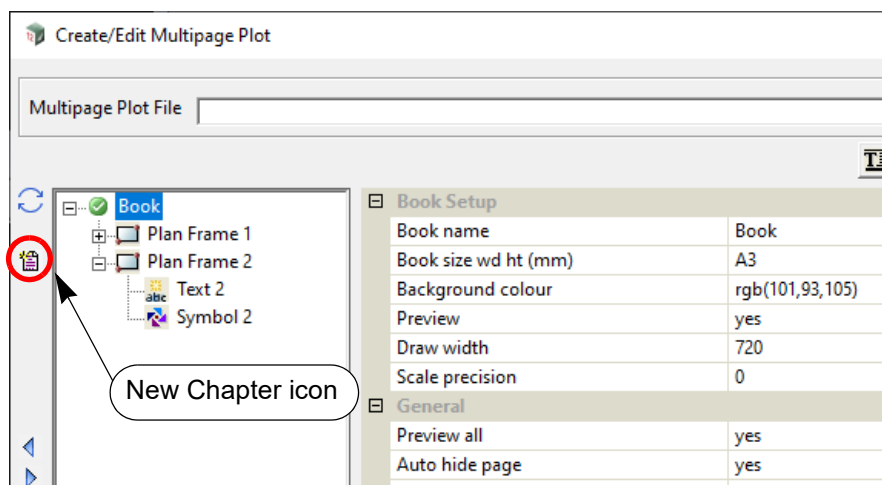 Create/Edit Multipage Plot
Multipage Plot File
T
Book
Plan Frame 1
Plan Frame 2
abc Text 2
Symbol 2
New Chapter icon
Book Setup
Book name Book
Book size wd ht (mm) A3
Background colour rgb(101,93,105)
Preview yes
Draw width 720
Scale precision 0
General
Preview all yes
Auto hide page yes